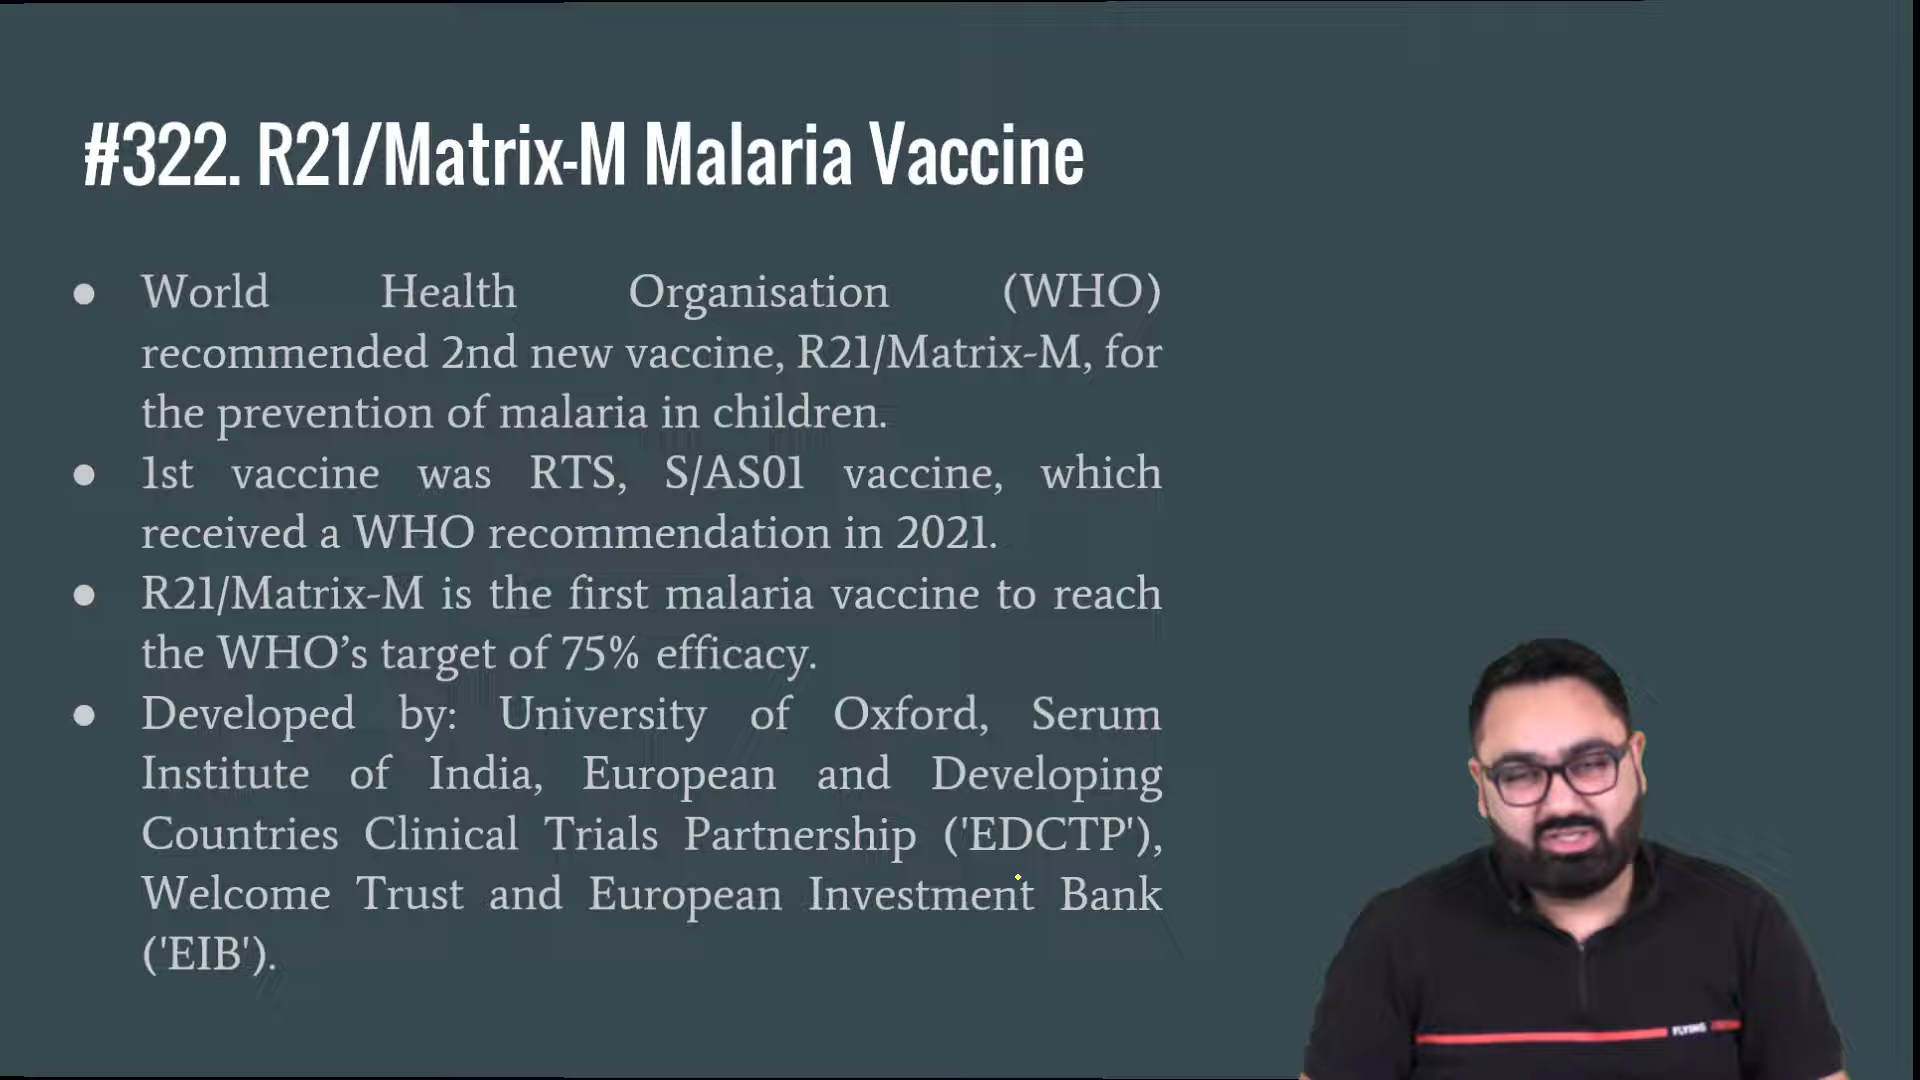 #322. R21/Matrix-M Malaria Vaccine
● World Health Organisation (WHO)
recommended 2nd new vaccine, R21/Matrix-M, for
the prevention of malaria in children.
● 1st vaccine was RTS, S/AS01 vaccine, which
received a WHO recommendation in 2021.
● R21/Matrix-M is the first malaria vaccine to reach
the WHO’s target of 75% efficacy.
● Developed by: University of Oxford, Serum
Institute of India, European and Developing
Countries Clinical Trials Partnership ('EDCTP'),
Welcome Trust and European Investment Bank
('EIB').
FLYING